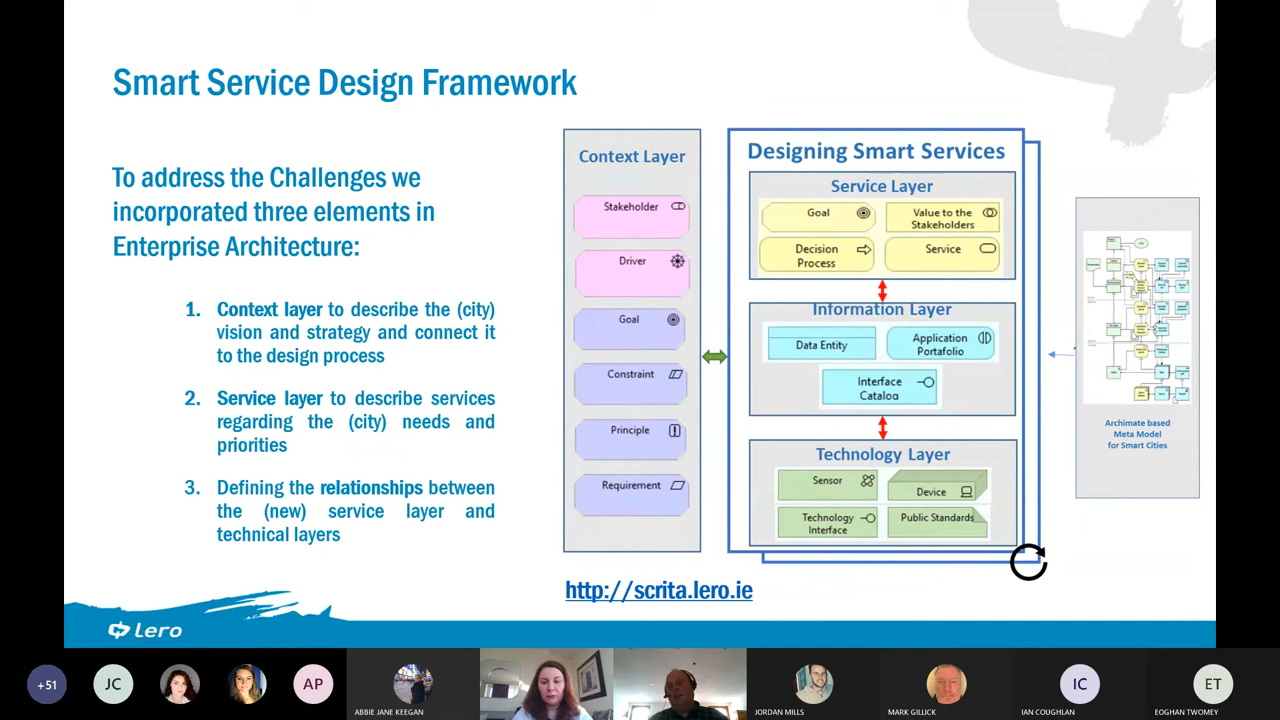 Smart Service Design Framework
To address the Challenges we
incorporated three elements in
Enterprise Architecture:
1. Context layer to describe the (city)
vision and strategy and connect it
to the design process
2. Service layer to describe services
regarding the (city) needs and
priorities
3. Defining the relationships between
the (new) service layer and
technical layers
Context Layer
Stakeholder
Driver
Goal
Constraint
Principle
Requirement
Designing Smart Services
Service Layer
Goal
Value to the
Stakeholders
Decision
Process
Service
Information Layer
Data Entity
Application
Portafolio
Interface
Catalog
Technology Layer
Sensor
Device
Technology
Interface
Public Standards
Archimate based
Meta Model
for Smart Cities
http://scrita.lero.ie
Lero
+51
JC
AP
ABBIE JANE KEEGAN
JORDAN MILLS
MARK GILLICK
IC
IAN COUGHLAN
ET
EOGHAN TWOMEY